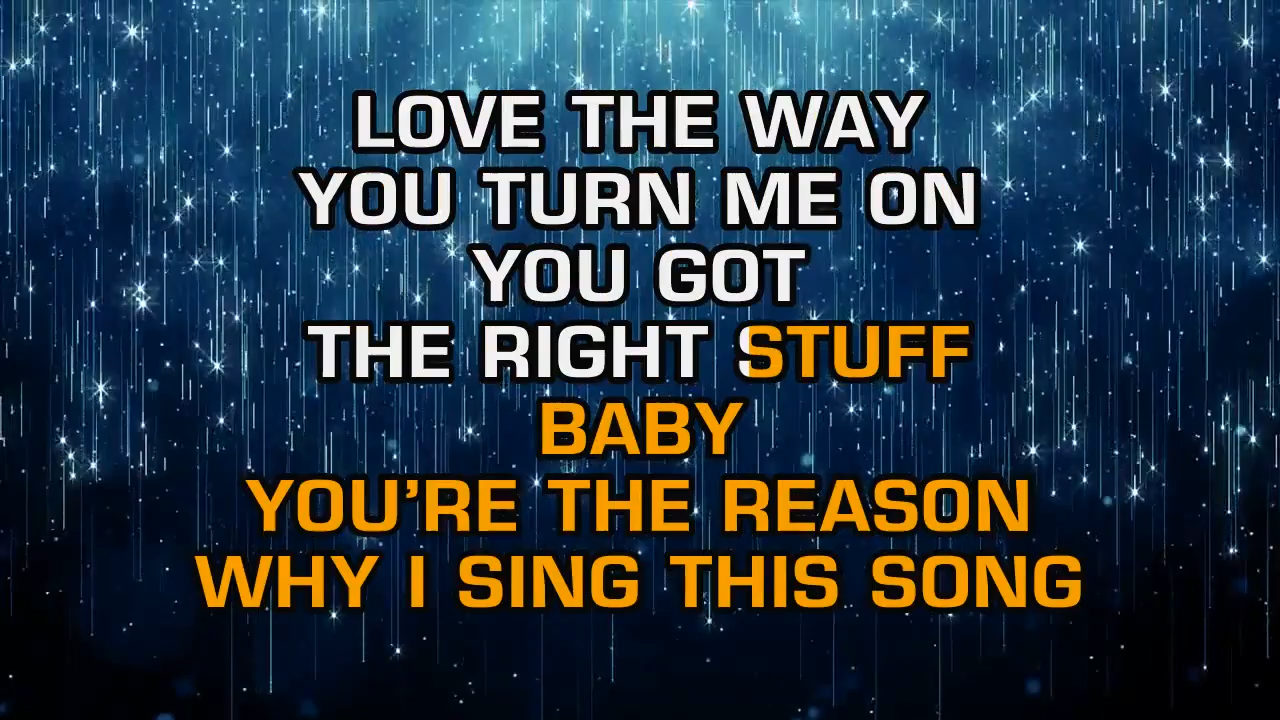 LOVE THE WAY
YOU TURN ME ON
YOU GOT
THE RIGHT STUFF
BABY
YOU’RE THE REASON
WHY I SING THIS SONG